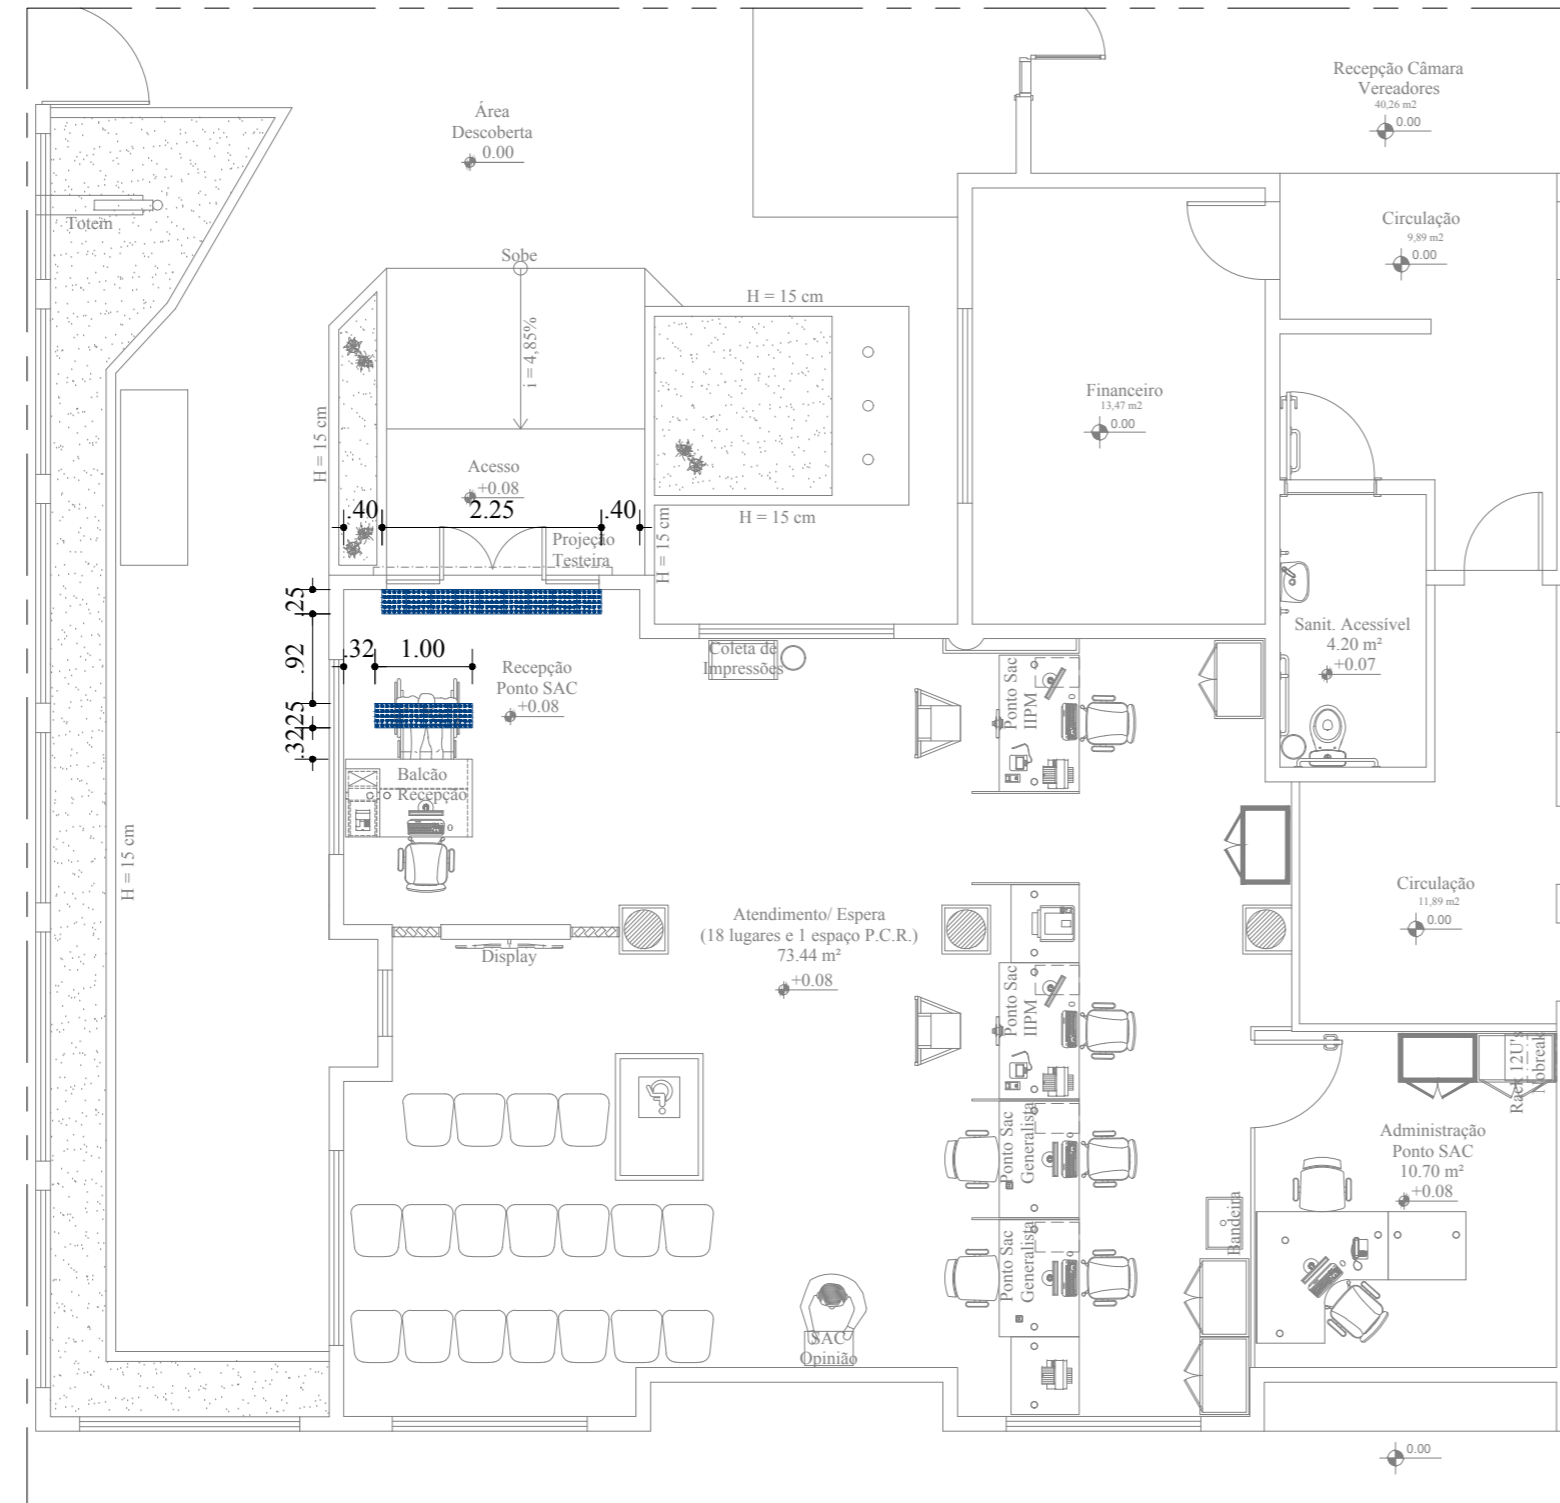 Recepção Câmara
Vereadores
40,26 m2
0.00
Área
Descoberta
0.00
Totem
Circulação
9,89 m2
0.00
Sobe
i = 4,85%
H = 15 cm
H = 15 cm
Financeiro
13,47 m2
0.00
Acesso
+0.08
.40
2.25
.40
H = 15 cm
H = 15 cm
Projeção
Testeira
.25
.92
.25
.32
.32
1.00
Recepção
Ponto SAC
+0.08
Coleta de
Impressões
Ponto Sac
IIPM
Sanit. Acessível
4.20 m²
+0.07
Balcão
Recepção
H = 15 cm
Atendimento/ Espera
(18 lugares e 1 espaço P.C.R.)
73.44 m²
+0.08
Circulação
11,89 m2
0.00
Display
Ponto Sac
IIPM
Rack 12U's
Nobreak
Ponto Sac
Generalista
Administração
Ponto SAC
10.70 m²
+0.08
Bandeira
Ponto Sac
Generalista
SAC
Opinião
0.00